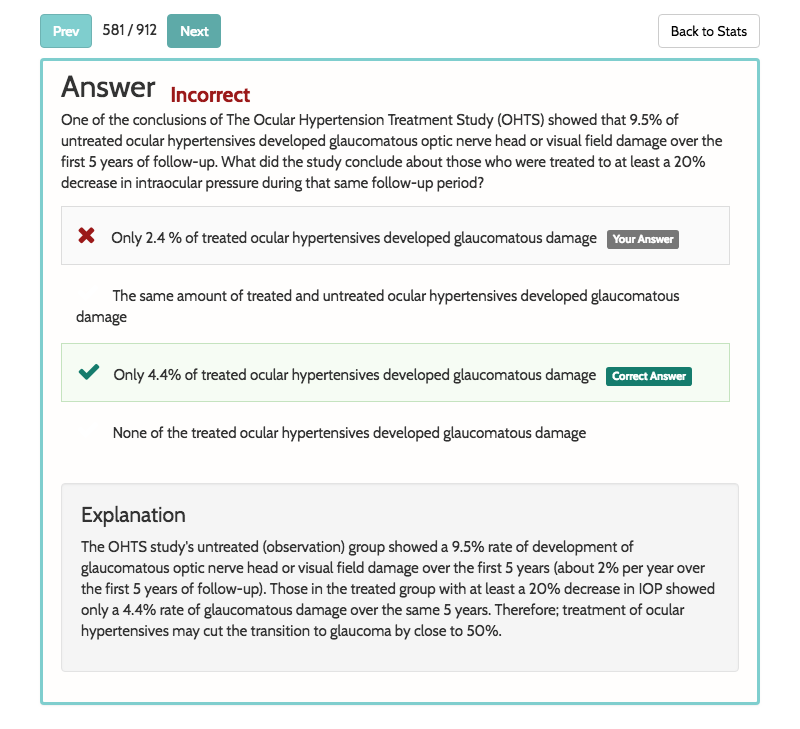 Prev 581 / 912 Next Back to Stats
Answer Incorrect
One of the conclusions of The Ocular Hypertension Treatment Study (OHTS) showed that 9.5% of
untreated ocular hypertensives developed glaucomatous optic nerve head or visual field damage over the
first 5 years of follow-up. What did the study conclude about those who were treated to at least a 20%
decrease in intraocular pressure during that same follow-up period?
Only 2.4 % of treated ocular hypertensives developed glaucomatous damage Your Answer
The same amount of treated and untreated ocular hypertensives developed glaucomatous
damage
Only 4.4% of treated ocular hypertensives developed glaucomatous damage Correct Answer
None of the treated ocular hypertensives developed glaucomatous damage
Explanation
The OHTS study's untreated (observation) group showed a 9.5% rate of development of
glaucomatous optic nerve head or visual field damage over the first 5 years (about 2% per year over
the first 5 years of follow-up). Those in the treated group with at least a 20% decrease in IOP showed
only a 4.4% rate of glaucomatous damage over the same 5 years. Therefore; treatment of ocular
hypertensives may cut the transition to glaucoma by close to 50%.